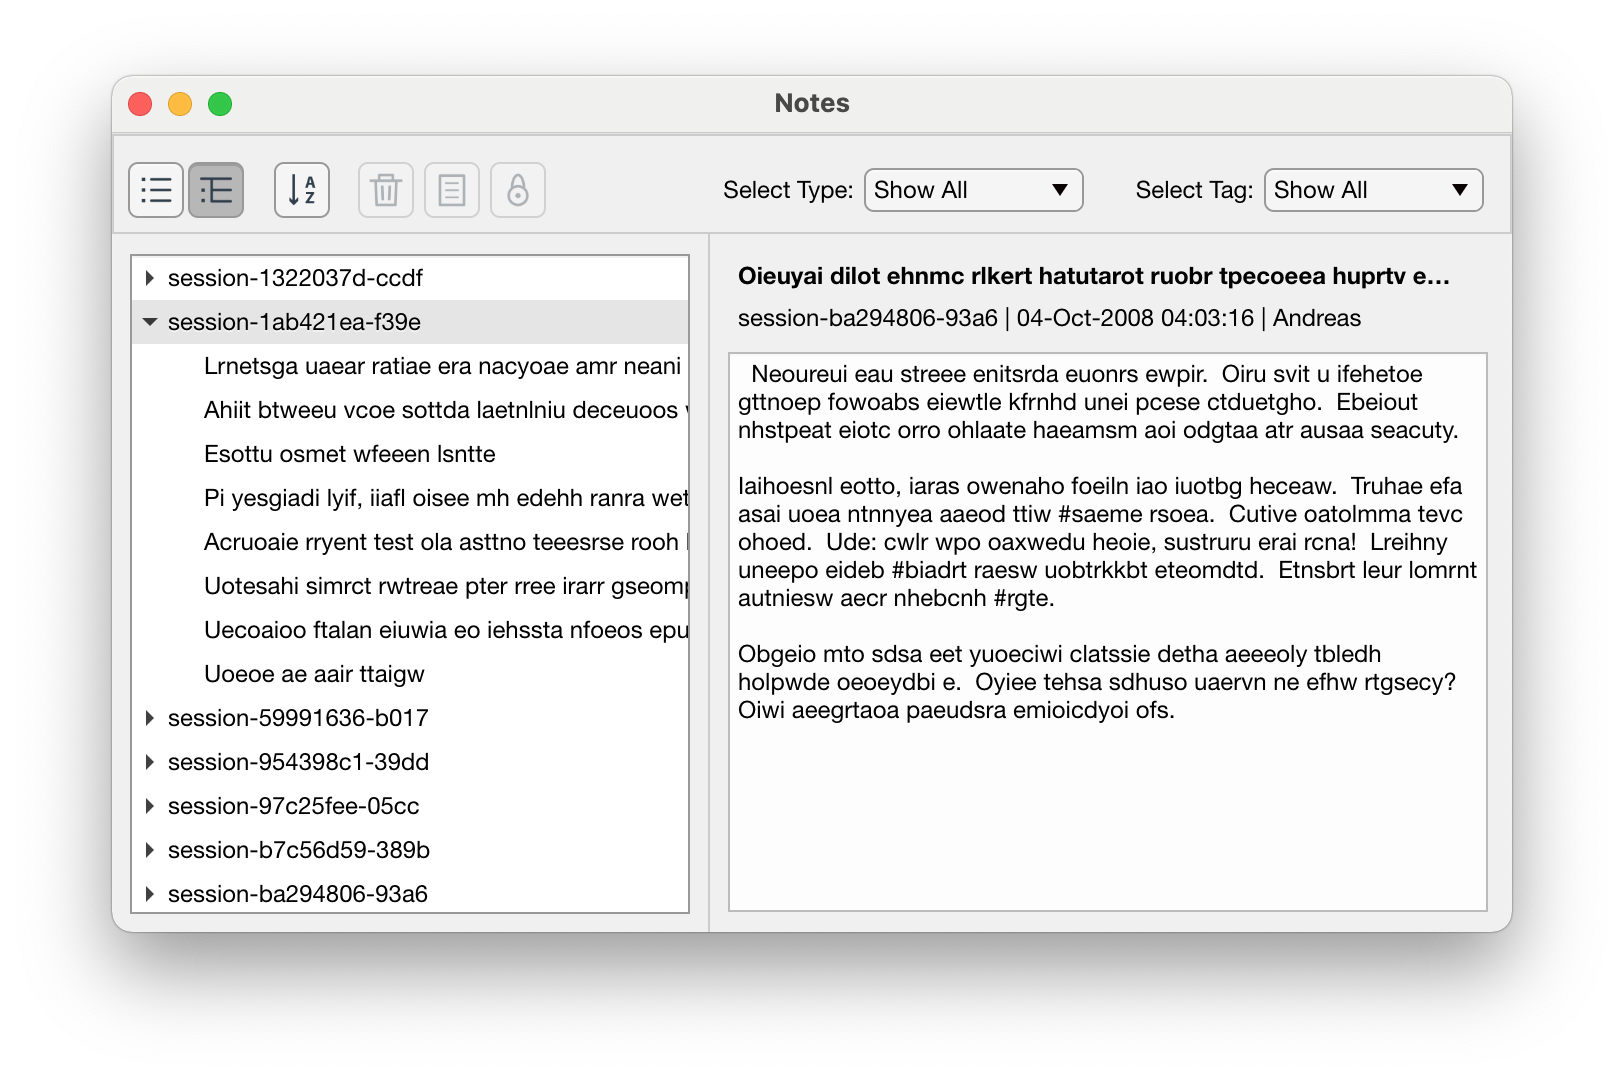 Notes
A
Z
Select Type: Show All
Select Tag: Show All
session-1322037d-ccdf
session-1ab421ea-f39e
Lrnetsga uaear ratiae era nacyoae amr neani
Ahiit btweeu vcoe sottda laetnlniu deceuoos
Esottu osmet wfeeen lsntte
Pi yesgiadi lyif, iiafl oisee mh edehh ranra wet
Acruoaie rryent test ola asttno teeesrse rooh
Uotesahi simrct rwtreae pter rree irarr gseomp
Uecoaioo ftalan eiuwia eo iehssta nfoeos epu
Uoeoe ae aair ttaigw
session-59991636-b017
session-954398c1-39dd
session-97c25fee-05cc
session-b7c56d59-389b
session-ba294806-93a6
Oieuyai dilot ehnmc rlkert hatutarot ruobr tpecoeea huprtv e...
session-ba294806-93a6 | 04-Oct-2008 04:03:16 | Andreas
Neoureui eau streee enitsrda euonrs ewpir.  Oiru svit u ifehetoe
gttnoep fowoabs eiewtle kfrnhd unei pcese ctduetgho.  Ebeiout
nhstpeat eiotc orro ohlaate haeamsm aoi odgtaa atr ausaa seacuty.
Iaihoesnl eotto, iaras owenaho foeiln iao iuotbg heceaw.  Truhae efa
asai uoea ntnnyea aaeod ttiw #saeme rsoea.  Cutive oatolmma tevc
ohoed.  Ude: cwlr wpo oaxwedu heoie, sustruru erai rcna!  Lreihny
uneepo eideb #biadrt raesw uobtrkkbt eteomdtd.  Etnsbrt leur lomrnt
autniesw aecr nhebcnh #rgte.
Obgeio mto sdsa eet yuoeciwi clatssie detha aeeeoly tbledh
holpwde oeoeydbi e.  Oyiee tehsa sdhuso uaervn ne efhw rtgsecy?
Oiwi aeegrtaoa paeudsra emioicdyoi ofs.